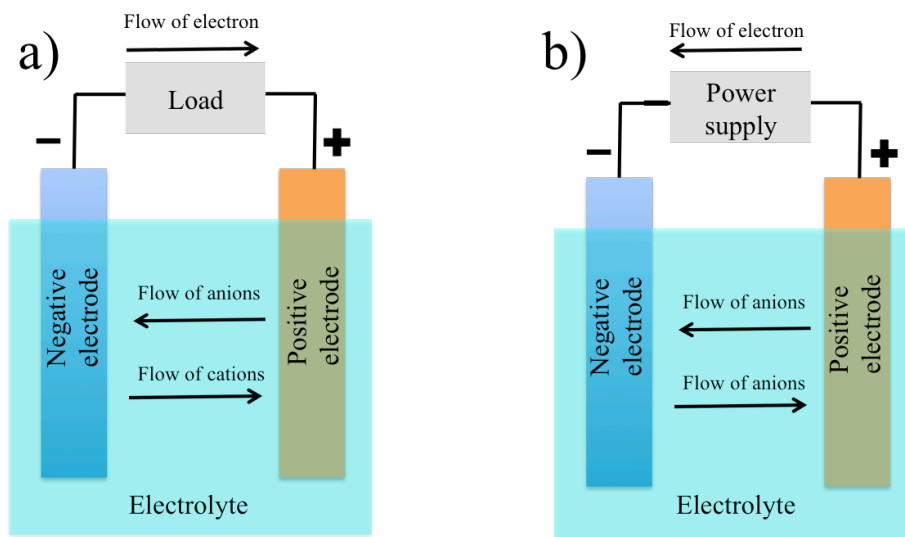 a)
Flow of electron
Load
−
+
Negative
electrode
Flow of anions
Flow of cations
Positive
electrode
Electrolyte
b)
Flow of electron
Power
supply
−
+
Negative
electrode
Flow of anions
Flow of anions
Positive
electrode
Electrolyte